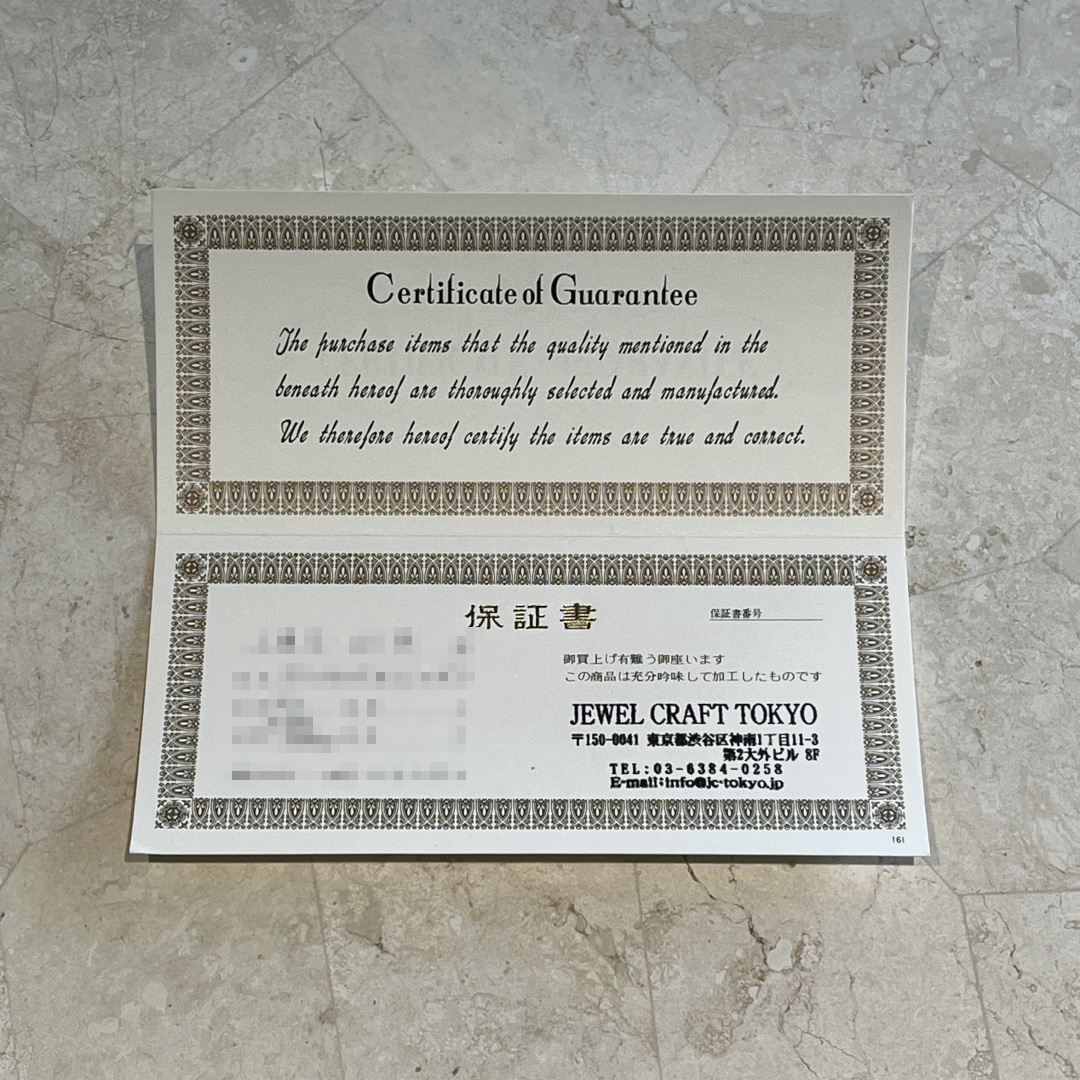 Certificate of Guarantee
The purchase items that the quality mentioned in the
beneath hereof are thoroughly selected and manufactured.
We therefore hereof certify the items are true and correct.
保証書
保証書番号
御買上げ有難う御座います
この商品は充分吟味して加工したものです
JEWEL CRAFT TOKYO
〒150-0041 東京都渋谷区神南1丁目11-3
第2大外ビル 8F
TEL:03-6384-0258
E-mail:info@jc-tokyo.jp
161